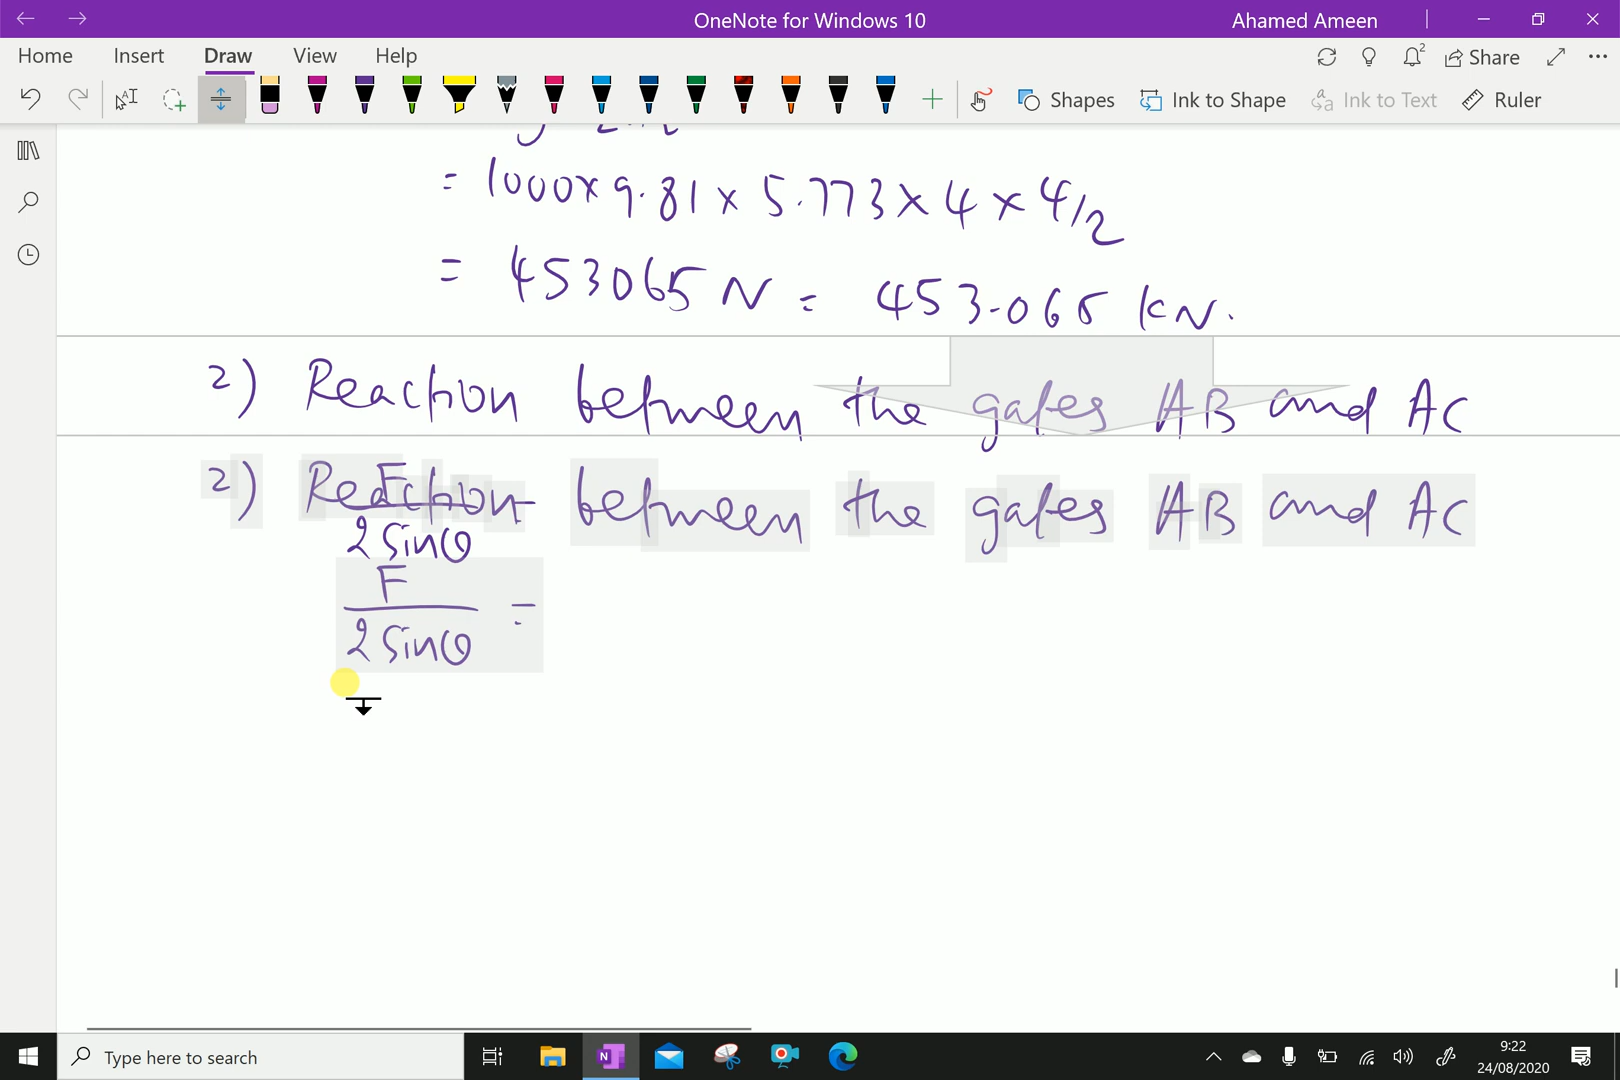 OneNote for Windows 10
Ahamed Ameen
Home Insert Draw View Help
2 Share
Shapes Ink to Shape Ink to Text Ruler
= 1000 × 9.81 × 5.773 × 4 × 4/2
= 453065 N = 453.065 kN.
2) Reaction between the gates AB and AC
2) Reaction between the gates AB and AC
F
2 Sinθ
F
2 Sinθ =
Type here to search
9:22
24/08/2020